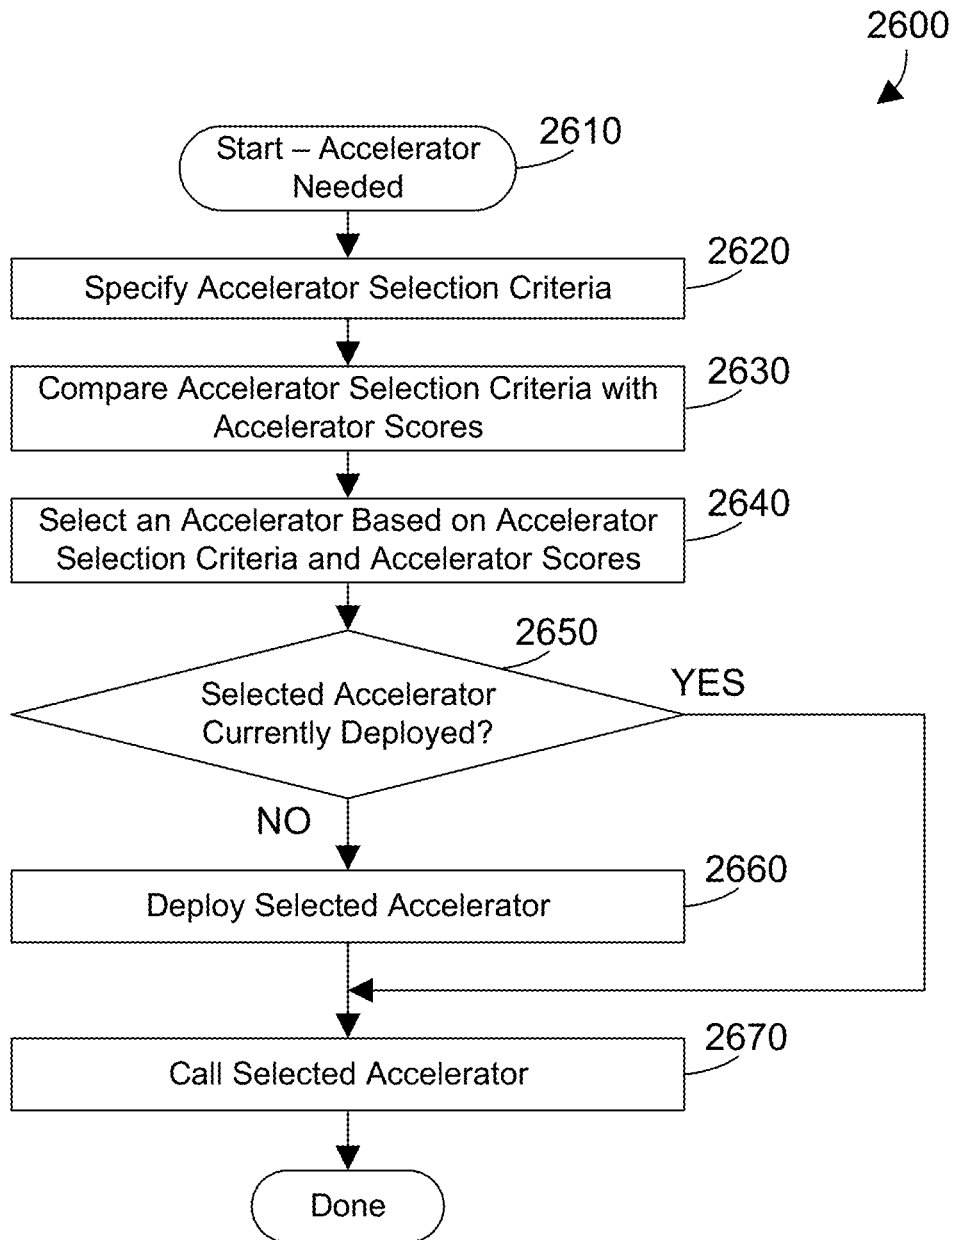 2600
Start – Accelerator
Needed
2610
Specify Accelerator Selection Criteria
2620
Compare Accelerator Selection Criteria with
Accelerator Scores
2630
Select an Accelerator Based on Accelerator
Selection Criteria and Accelerator Scores
2640
Selected Accelerator
Currently Deployed?
2650
YES
NO
Deploy Selected Accelerator
2660
Call Selected Accelerator
2670
Done